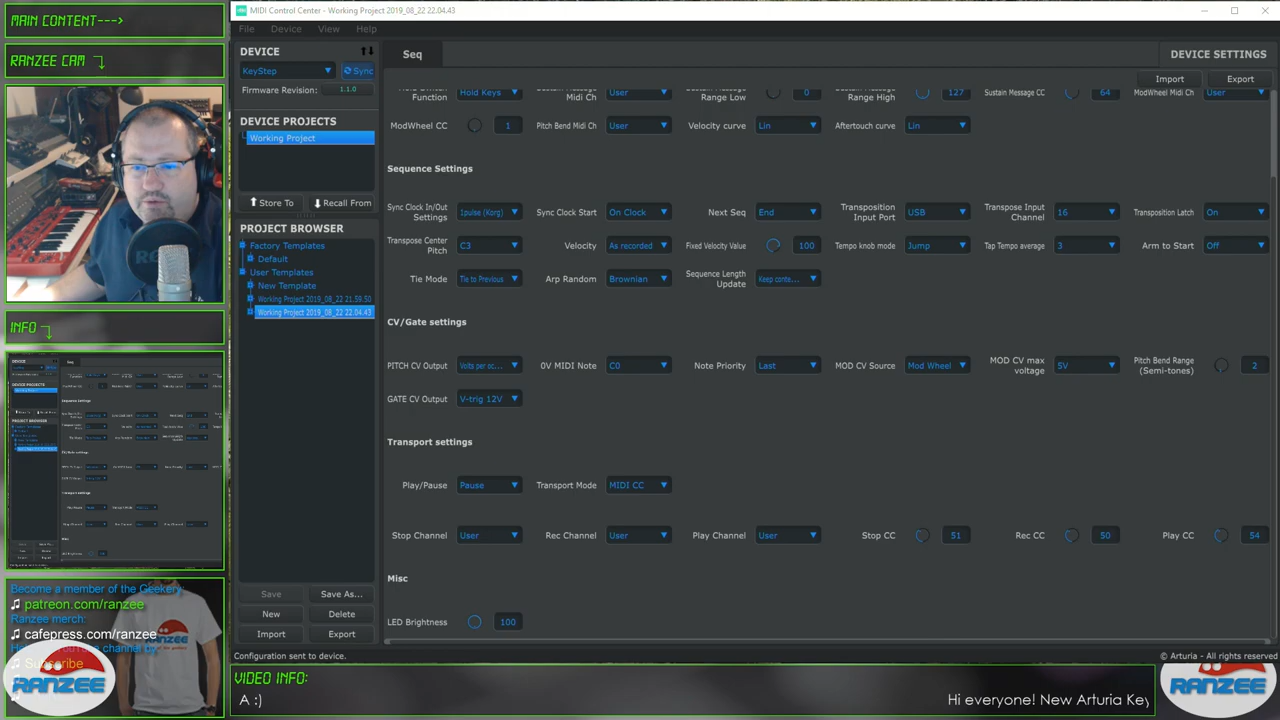 MAIN CONTENT--->
RANZEE CAM
INFO
Become a member of the Geekery:
patreon.com/ranzee
Ranzee merch:
cafepress.com/ranzee
Subscribe
RANZEE
MIDI Control Center - Working Project 2019_08_22 22.04.43
File Device View Help
DEVICE
KeyStep Sync
Firmware Revision: 1.1.0
DEVICE PROJECTS
Working Project
Store To Recall From
PROJECT BROWSER
Factory Templates
Default
User Templates
New Template
Working Project 2019_08_22 21.59.50
Working Project 2019_08_22 22.04.43
Save Save As...
New Delete
Import Export
Configuration sent to device.
Seq DEVICE SETTINGS
Import Export
Function Hold Keys Midi Ch User Range Low 0 Range High 127 Sustain Message CC 64 ModWheel Midi Ch User
ModWheel CC 1 Pitch Bend Midi Ch User Velocity curve Lin Aftertouch curve Lin
Sequence Settings
Sync Clock In/Out Settings 1pulse (Korg) Sync Clock Start On Clock Next Seq End Transposition Input Port USB Transpose Input Channel 16 Transposition Latch On
Transpose Center Pitch C3 Velocity As recorded Fixed Velocity Value 100 Tempo knob mode Jump Tap Tempo average 3 Arm to Start Off
Tie Mode Tie to Previous Arp Random Brownian Sequence Length Update Keep conte...
CV/Gate settings
PITCH CV Output Volts per oc... 0V MIDI Note C0 Note Priority Last MOD CV Source Mod Wheel MOD CV max voltage 5V Pitch Bend Range (Semi-tones) 2
GATE CV Output V-trig 12V
Transport settings
Play/Pause Pause Transport Mode MIDI CC
Stop Channel User Rec Channel User Play Channel User Stop CC 51 Rec CC 50 Play CC 54
Misc
LED Brightness 100
© Arturia - All rights reserved
VIDEO INFO:
A :) Hi everyone! New Arturia Key
RANZEE